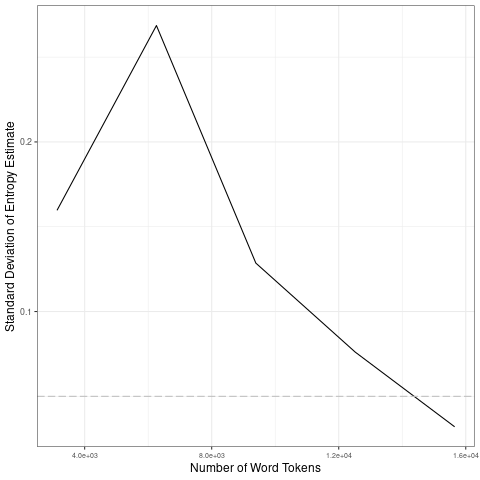 Standard Deviation of Entropy Estimate
0.2
0.1
4.0e+03
8.0e+03
1.2e+04
1.6e+04
Number of Word Tokens